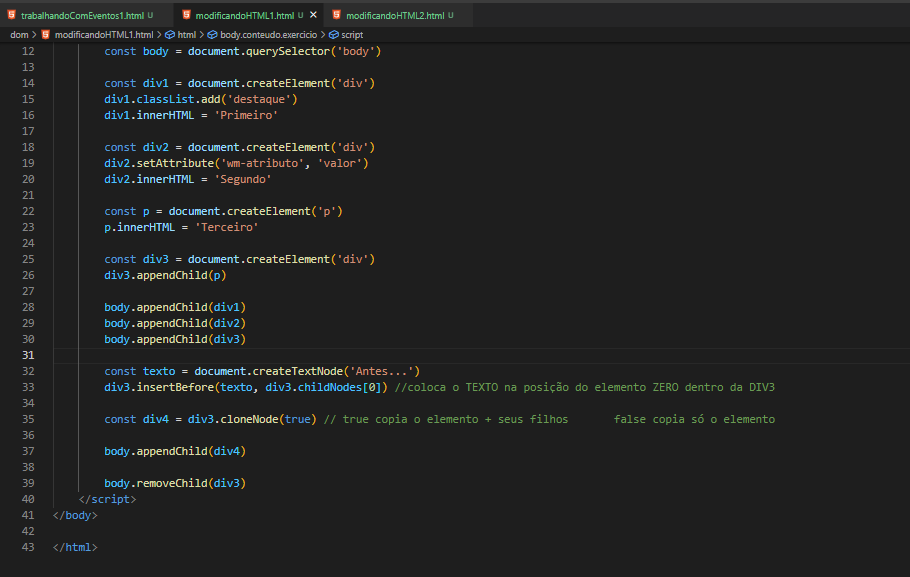 trabalhandoComEventos1.html U modificandoHTML1.html U × modificandoHTML2.html U
dom > modificandoHTML1.html > html > body.conteudo.exercicio > script
12 const body = document.querySelector('body')
13
14 const div1 = document.createElement('div')
15 div1.classList.add('destaque')
16 div1.innerHTML = 'Primeiro'
17
18 const div2 = document.createElement('div')
19 div2.setAttribute('wm-atributo', 'valor')
20 div2.innerHTML = 'Segundo'
21
22 const p = document.createElement('p')
23 p.innerHTML = 'Terceiro'
24
25 const div3 = document.createElement('div')
26 div3.appendChild(p)
27
28 body.appendChild(div1)
29 body.appendChild(div2)
30 body.appendChild(div3)
31
32 const texto = document.createTextNode('Antes...')
33 div3.insertBefore(texto, div3.childNodes[0]) //coloca o TEXTO na posição do elemento ZERO dentro da DIV3
34
35 const div4 = div3.cloneNode(true) // true copia o elemento + seus filhos false copia só o elemento
36
37 body.appendChild(div4)
38
39 body.removeChild(div3)
40 </script>
41 </body>
42
43 </html>